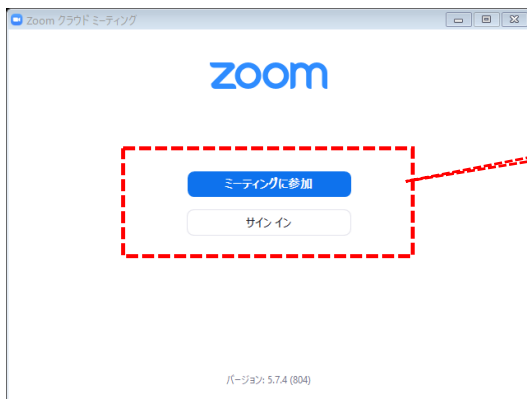 Zoom クラウド ミーティング
zoom
ミーティングに参加
サイン イン
バージョン: 5.7.4 (804)